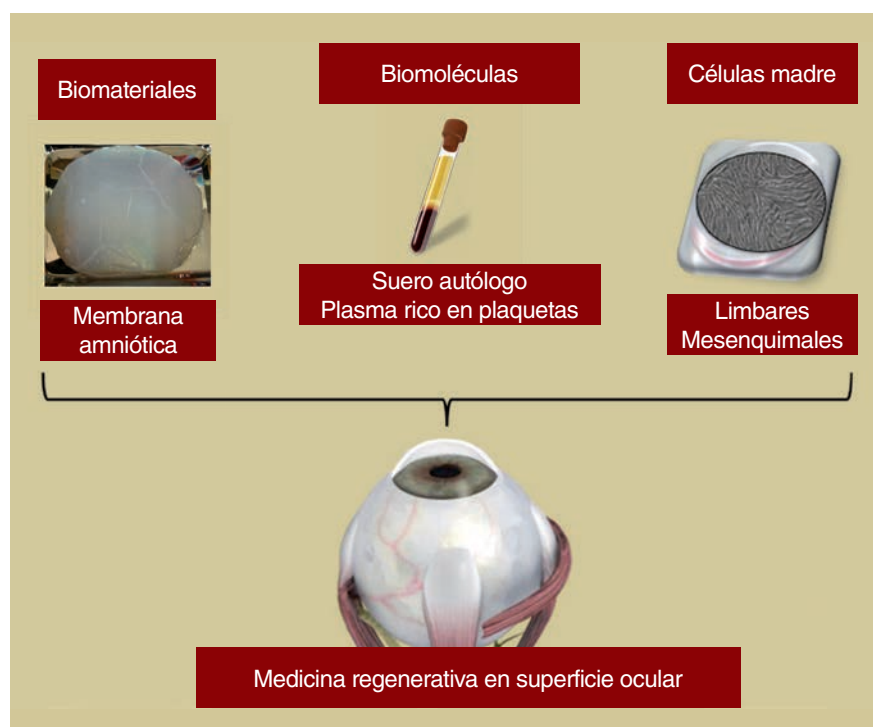 Biomateriales
Biomoléculas
Células madre
Membrana
amniótica
Suero autólogo
Plasma rico en plaquetas
Limbares
Mesenquimales
Medicina regenerativa en superficie ocular